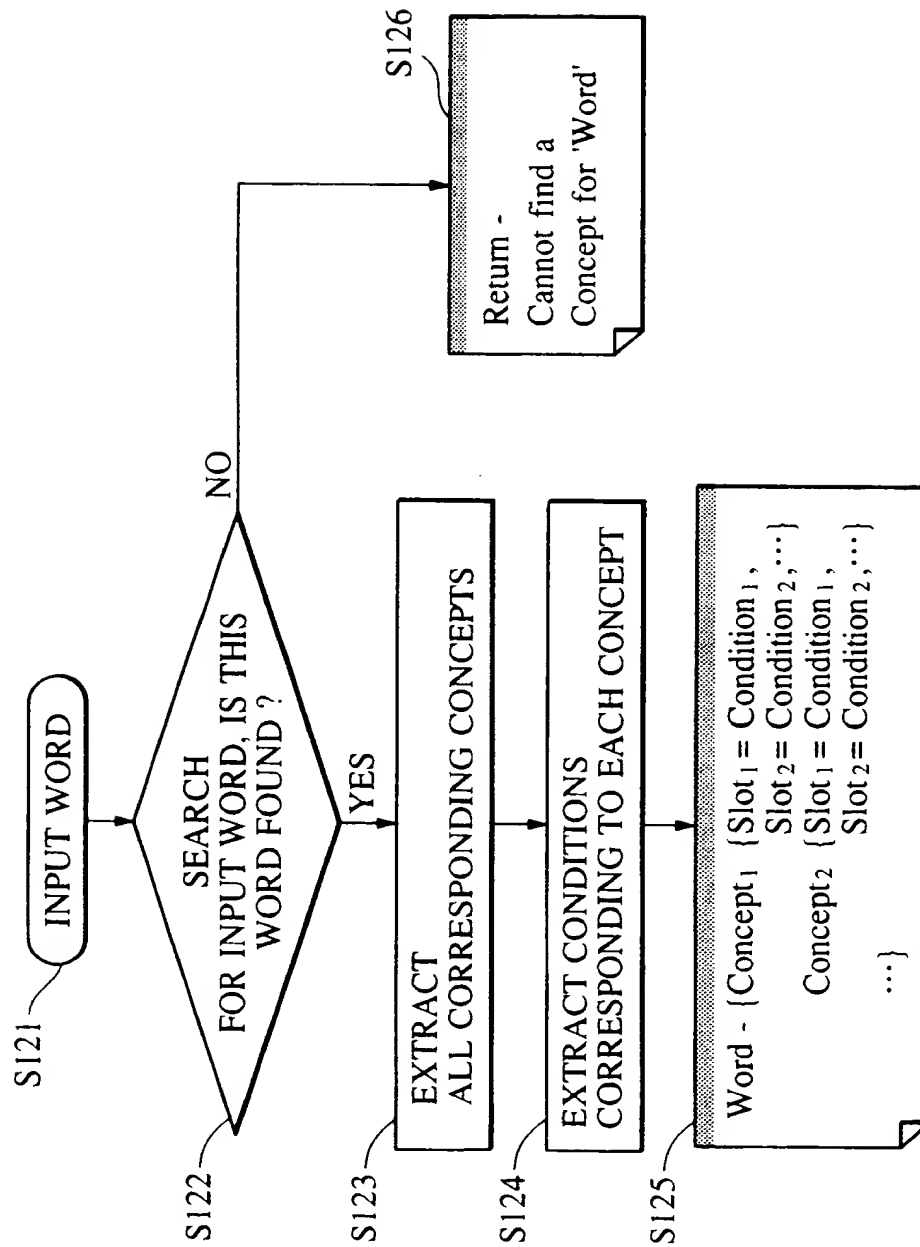 S121
INPUT WORD
S122
SEARCH
FOR INPUT WORD, IS THIS
WORD FOUND ?
NO
YES
S126
Return -
Cannot find a
Concept for 'Word'
S123
EXTRACT
ALL CORRESPONDING CONCEPTS
S124
EXTRACT CONDITIONS
CORRESPONDING TO EACH CONCEPT
S125
Word - {Concept1 {Slot1 = Condition1,
Slot2 = Condition2, ···}
Concept2 {Slot1 = Condition1,
Slot2 = Condition2, ···}
···}